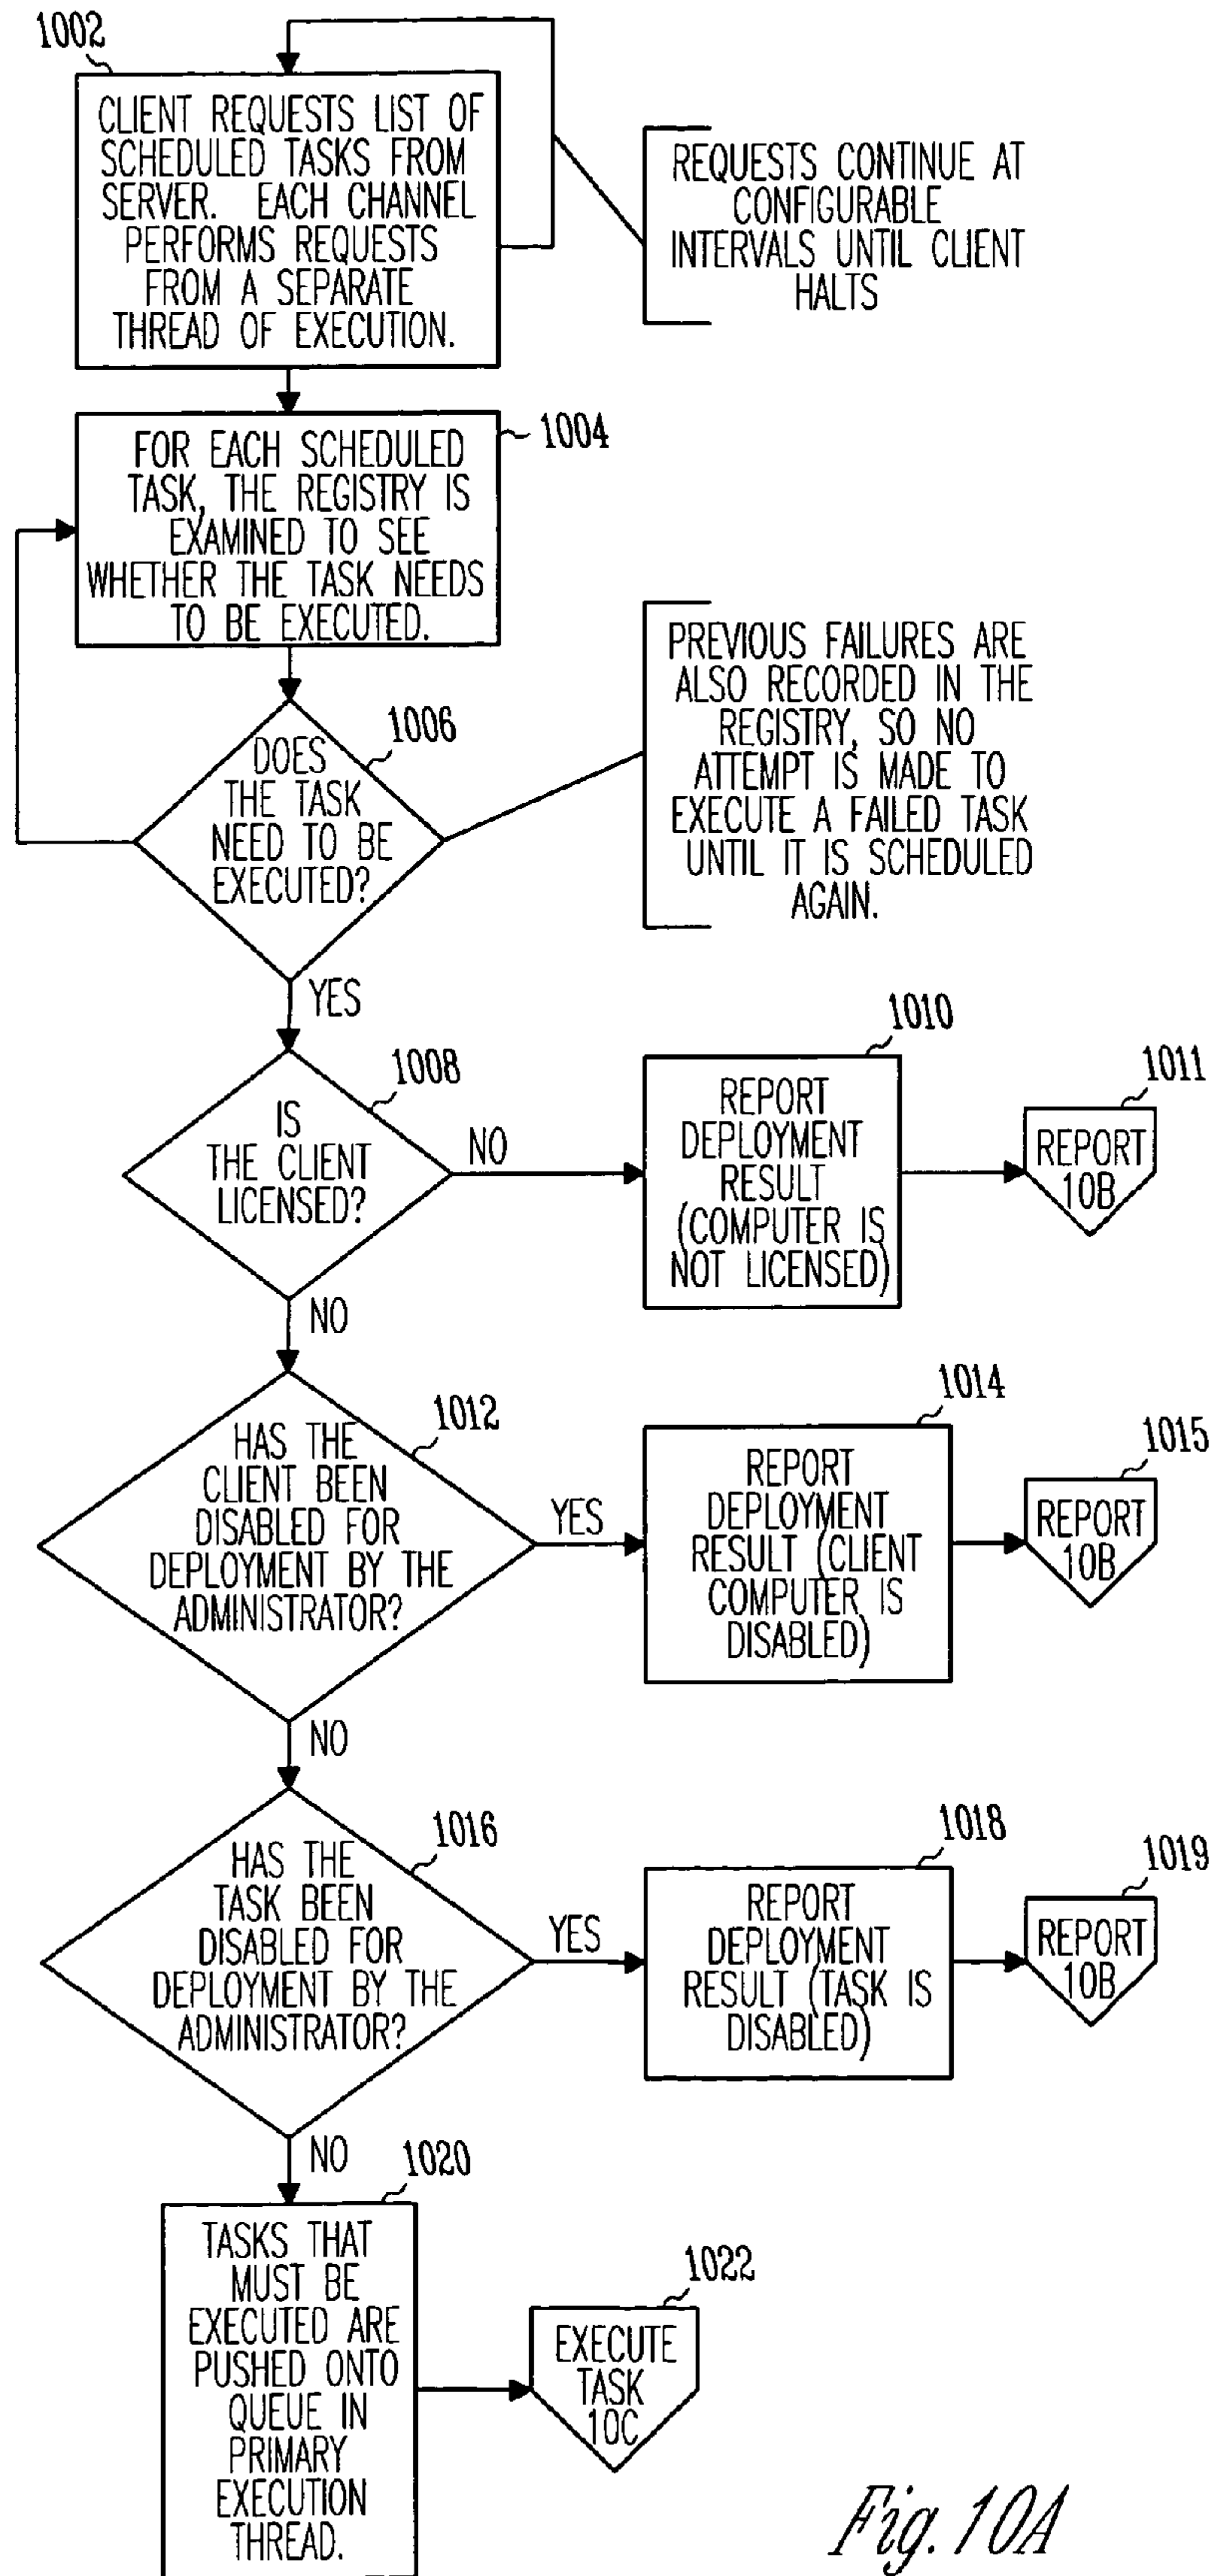 1002
CLIENT REQUESTS LIST OF
SCHEDULED TASKS FROM
SERVER. EACH CHANNEL
PERFORMS REQUESTS
FROM A SEPARATE
THREAD OF EXECUTION.
REQUESTS CONTINUE AT
CONFIGURABLE
INTERVALS UNTIL CLIENT
HALTS
1004
FOR EACH SCHEDULED
TASK, THE REGISTRY IS
EXAMINED TO SEE
WHETHER THE TASK NEEDS
TO BE EXECUTED.
1006
DOES
THE TASK
NEED TO BE
EXECUTED?
PREVIOUS FAILURES ARE
ALSO RECORDED IN THE
REGISTRY, SO NO
ATTEMPT IS MADE TO
EXECUTE A FAILED TASK
UNTIL IT IS SCHEDULED
AGAIN.
YES
1008
IS
THE CLIENT
LICENSED?
NO
1010
REPORT
DEPLOYMENT
RESULT
(COMPUTER IS
NOT LICENSED)
1011
REPORT
10B
NO
1012
HAS THE
CLIENT BEEN
DISABLED FOR
DEPLOYMENT BY THE
ADMINISTRATOR?
YES
1014
REPORT
DEPLOYMENT
RESULT (CLIENT
COMPUTER IS
DISABLED)
1015
REPORT
10B
NO
1016
HAS THE
TASK BEEN
DISABLED FOR
DEPLOYMENT BY THE
ADMINISTRATOR?
YES
1018
REPORT
DEPLOYMENT
RESULT (TASK IS
DISABLED)
1019
REPORT
10B
NO
1020
TASKS THAT
MUST BE
EXECUTED ARE
PUSHED ONTO
QUEUE IN
PRIMARY
EXECUTION
THREAD.
1022
EXECUTE
TASK
10C
Fig. 10A